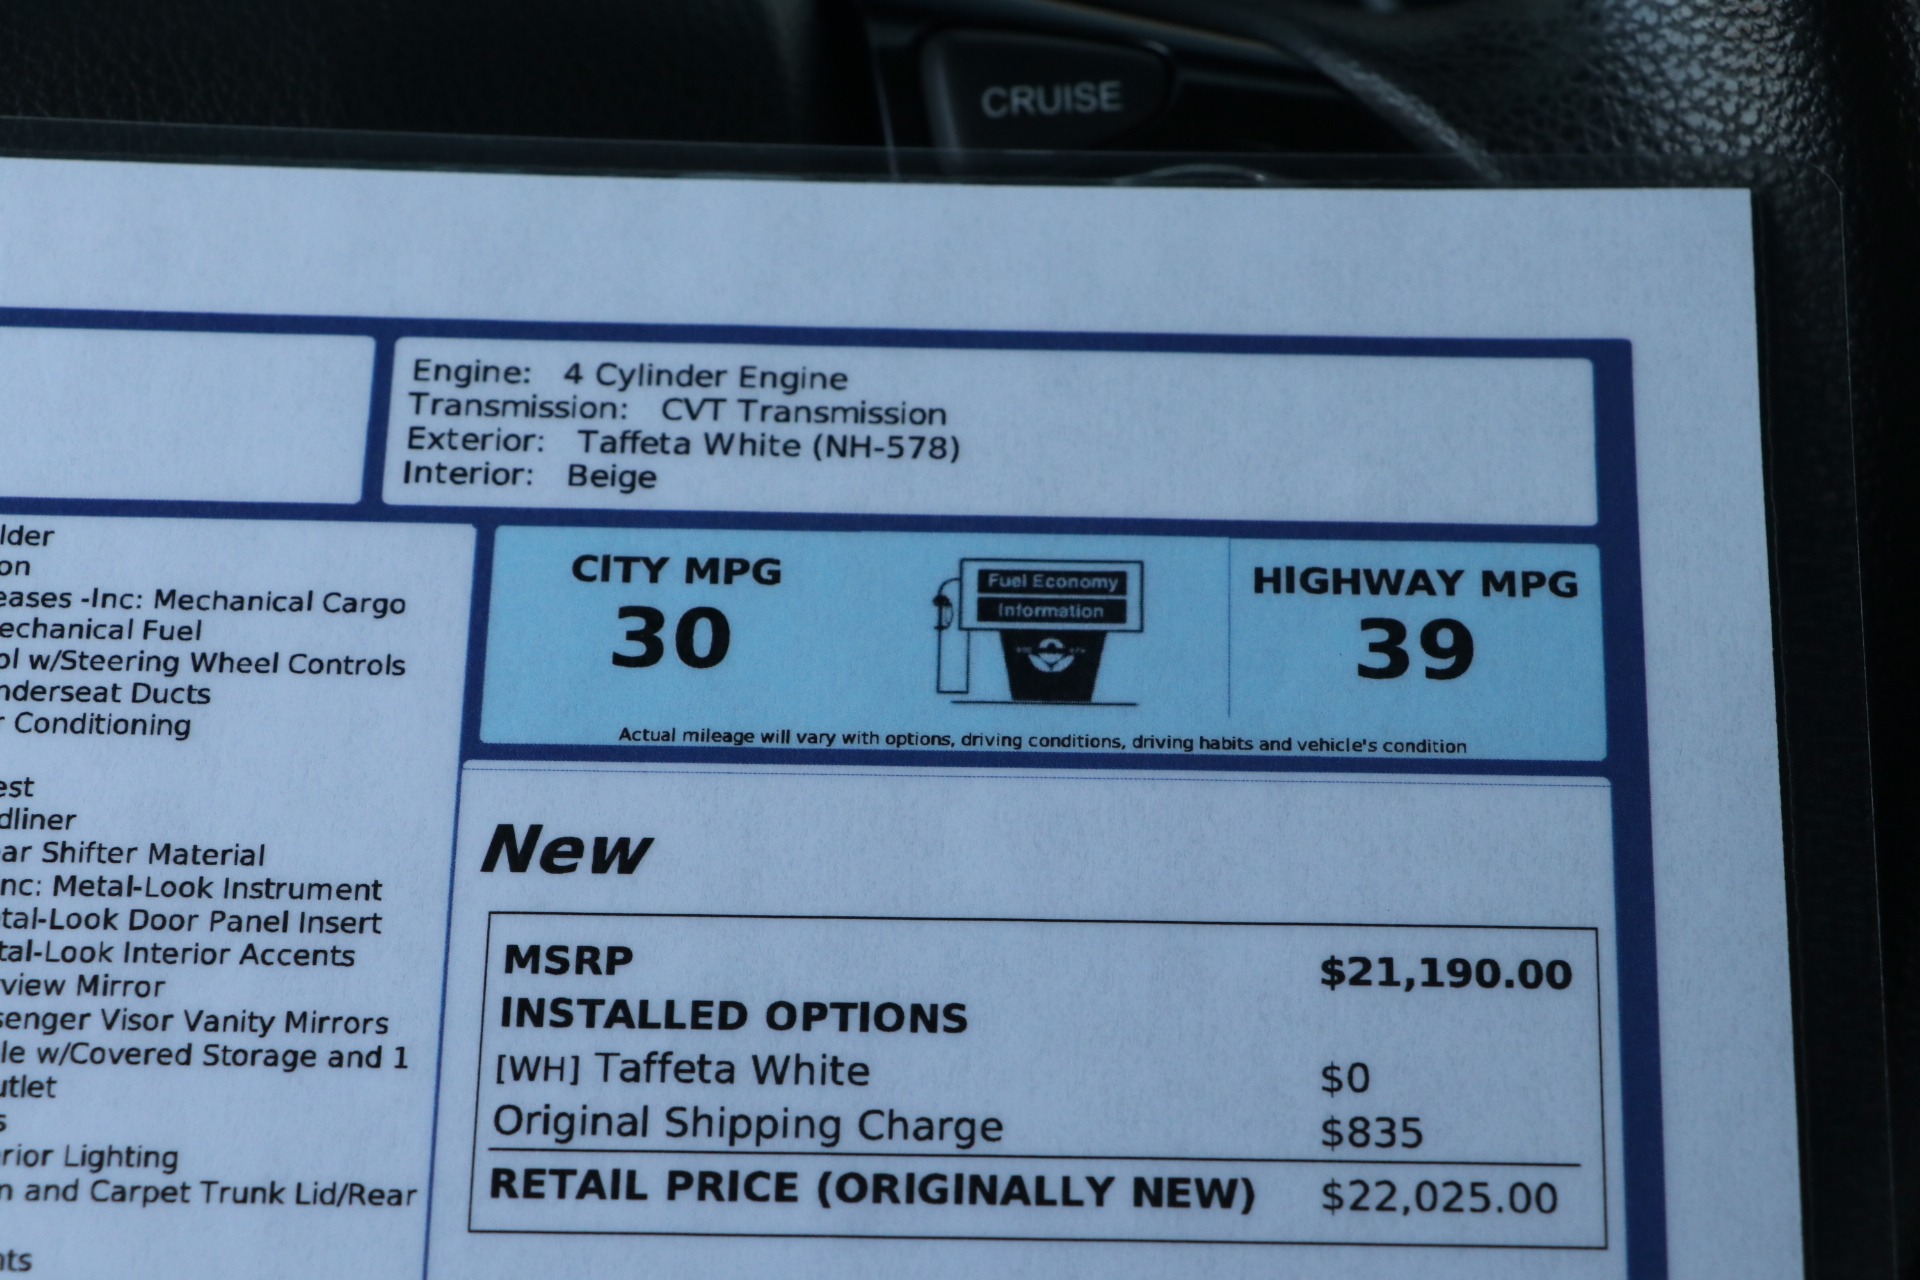 CRUISE
Engine: 4 Cylinder Engine
Transmission: CVT Transmission
Exterior: Taffeta White (NH-578)
Interior: Beige
lder
on
eases -Inc: Mechanical Cargo
echanical Fuel
ol w/Steering Wheel Controls
nderseat Ducts
r Conditioning
est
dliner
ar Shifter Material
nc: Metal-Look Instrument
tal-Look Door Panel Insert
tal-Look Interior Accents
view Mirror
senger Visor Vanity Mirrors
le w/Covered Storage and 1
utlet
s
rior Lighting
n and Carpet Trunk Lid/Rear
nts
CITY MPG
30
Fuel Economy
Information
HIGHWAY MPG
39
Actual mileage will vary with options, driving conditions, driving habits and vehicle's condition
New
MSRP $21,190.00
INSTALLED OPTIONS
[WH] Taffeta White $0
Original Shipping Charge $835
RETAIL PRICE (ORIGINALLY NEW) $22,025.00